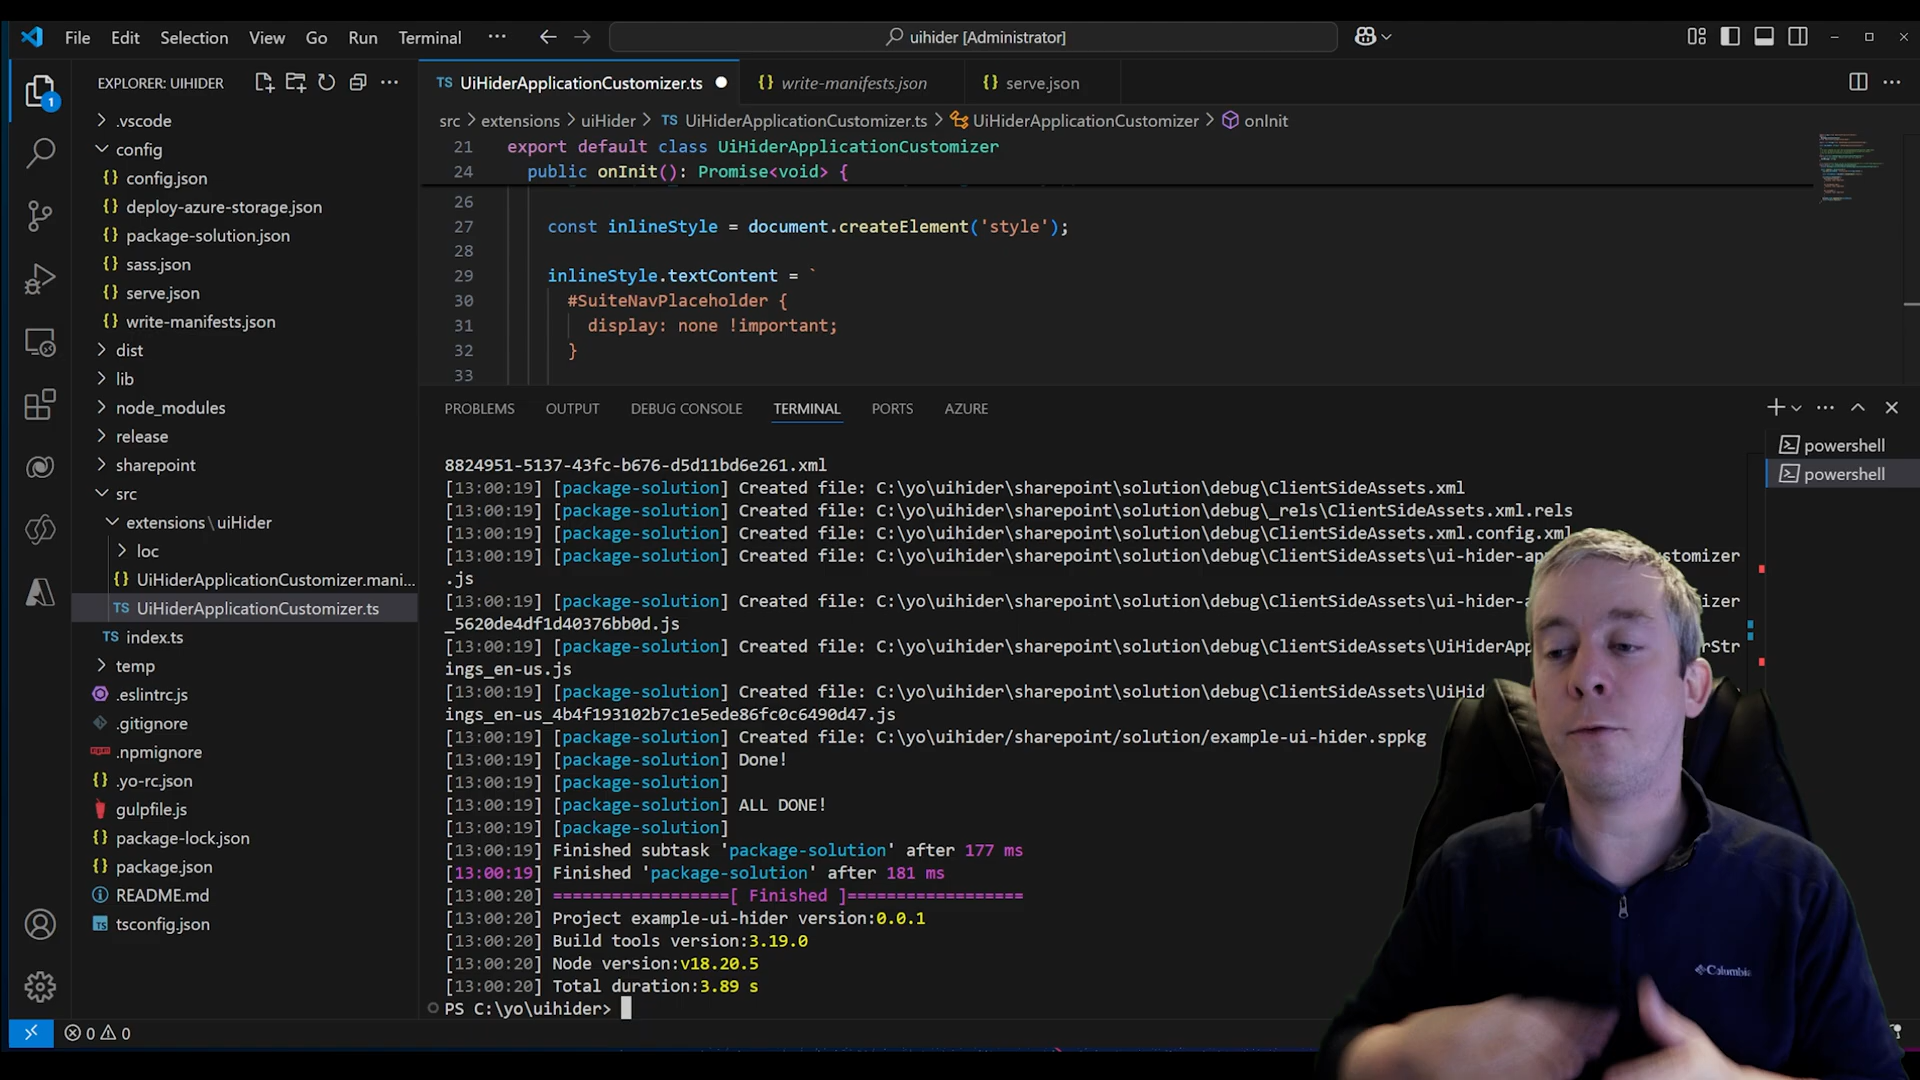 File Edit Selection View Go Run Terminal ··· uihider [Administrator]
EXPLORER: UIHIDER
1
.vscode
config
config.json
deploy-azure-storage.json
package-solution.json
sass.json
serve.json
write-manifests.json
dist
lib
node_modules
release
sharepoint
src
extensions\uiHider
loc
UiHiderApplicationCustomizer.mani...
TS UiHiderApplicationCustomizer.ts
TS index.ts
temp
.eslintrc.js
.gitignore
.npmignore
.yo-rc.json
gulpfile.js
package-lock.json
package.json
README.md
tsconfig.json
TS UiHiderApplicationCustomizer.ts write-manifests.json serve.json
src > extensions > uiHider > TS UiHiderApplicationCustomizer.ts > UiHiderApplicationCustomizer > onInit
21 export default class UiHiderApplicationCustomizer
24 public onInit(): Promise<void> {
26
27 const inlineStyle = document.createElement('style');
28
29 inlineStyle.textContent = `
30 #SuiteNavPlaceholder {
31 display: none !important;
32 }
33
PROBLEMS OUTPUT DEBUG CONSOLE TERMINAL PORTS AZURE
powershell
powershell
8824951-5137-43fc-b676-d5d11bd6e261.xml
[13:00:19] [package-solution] Created file: C:\yo\uihider\sharepoint\solution\debug\ClientSideAssets.xml
[13:00:19] [package-solution] Created file: C:\yo\uihider\sharepoint\solution\debug\_rels\ClientSideAssets.xml.rels
[13:00:19] [package-solution] Created file: C:\yo\uihider\sharepoint\solution\debug\ClientSideAssets.xml.config.xml
[13:00:19] [package-solution] Created file: C:\yo\uihider\sharepoint\solution\debug\ClientSideAssets\ui-hider-ap ustomizer
.js
[13:00:19] [package-solution] Created file: C:\yo\uihider\sharepoint\solution\debug\ClientSideAssets\ui-hider-a izer
_5620de4df1d40376bb0d.js
[13:00:19] [package-solution] Created file: C:\yo\uihider\sharepoint\solution\debug\ClientSideAssets\UiHiderApp rStr
ings_en-us.js
[13:00:19] [package-solution] Created file: C:\yo\uihider\sharepoint\solution\debug\ClientSideAssets\UiHid
ings_en-us_4b4f193102b7c1e5ede86fc0c6490d47.js
[13:00:19] [package-solution] Created file: C:\yo\uihider/sharepoint/solution/example-ui-hider.sppkg
[13:00:19] [package-solution] Done!
[13:00:19] [package-solution]
[13:00:19] [package-solution] ALL DONE!
[13:00:19] [package-solution]
[13:00:19] Finished subtask 'package-solution' after 177 ms
[13:00:19] Finished 'package-solution' after 181 ms
[13:00:20] ==================[ Finished ]==================
[13:00:20] Project example-ui-hider version:0.0.1
[13:00:20] Build tools version:3.19.0
[13:00:20] Node version:v18.20.5
[13:00:20] Total duration:3.89 s
PS C:\yo\uihider>
Columbia
0 0